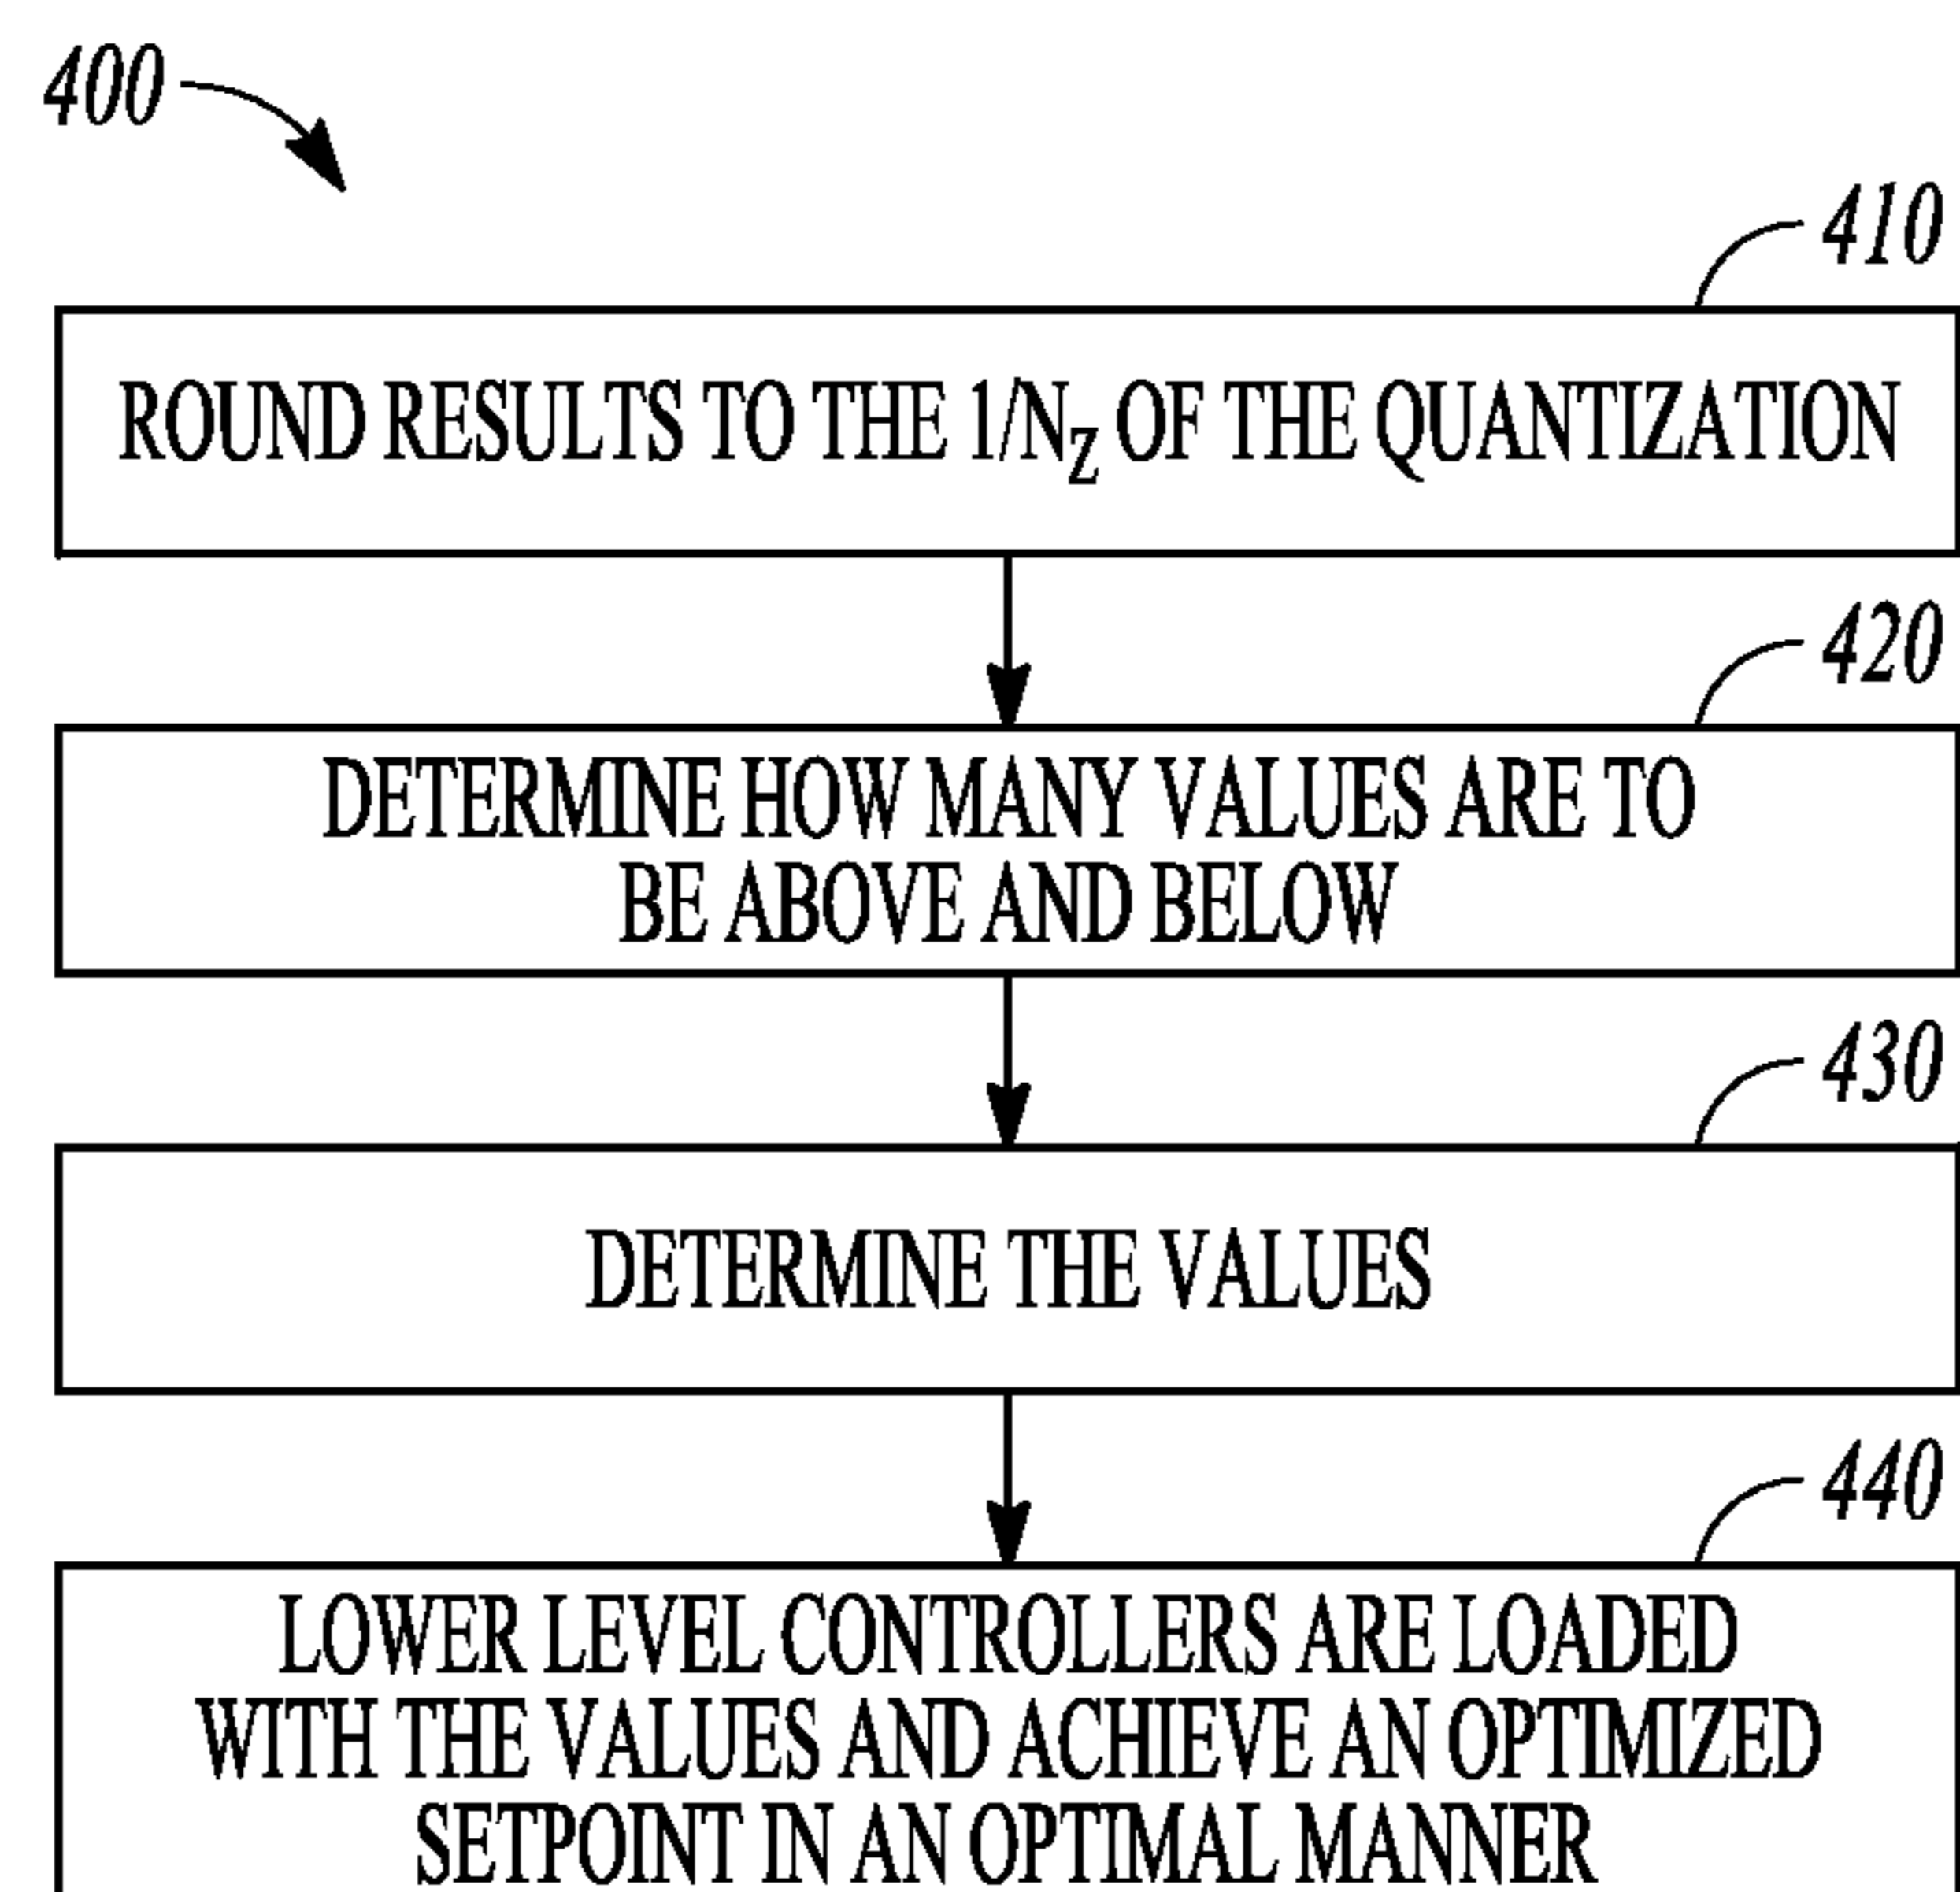 400
410
ROUND RESULTS TO THE 1/NZ OF THE QUANTIZATION
420
DETERMINE HOW MANY VALUES ARE TO
BE ABOVE AND BELOW
430
DETERMINE THE VALUES
440
LOWER LEVEL CONTROLLERS ARE LOADED
WITH THE VALUES AND ACHIEVE AN OPTIMIZED
SETPOINT IN AN OPTIMAL MANNER